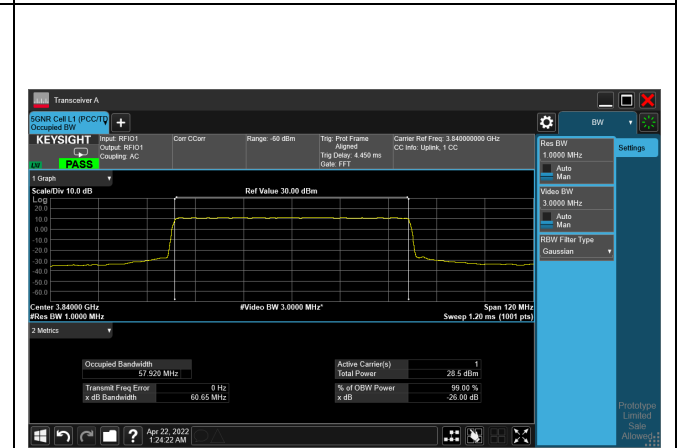 Transceiver A
5GNR Cell L1 (PCC/TD
Occupied BW
BW
KEYSIGHT
LXI
PASS
Input: RFIO1
Output: RFIO1
Coupling: AC
Corr CCorr
Range: -60 dBm
Trig: Prot Frame
Aligned
Trig Delay: 4.450 ms
Gate: FFT
Carrier Ref Freq: 3.840000000 GHz
CC Info: Uplink, 1 CC
1 Graph
Scale/Div 10.0 dB
Ref Value 30.00 dBm
Log
20.0
10.0
0.00
-10.0
-20.0
-30.0
-40.0
-50.0
-60.0
Center 3.84000 GHz
#Video BW 3.0000 MHz*
Span 120 MHz
#Res BW 1.0000 MHz
Sweep 1.20 ms (1001 pts)
2 Metrics
Occupied Bandwidth
57.920 MHz
Active Carrier(s) 1
Total Power 28.5 dBm
Transmit Freq Error 0 Hz
x dB Bandwidth 60.65 MHz
% of OBW Power 99.00 %
x dB -26.00 dB
Res BW
1.0000 MHz
Auto
Man
Video BW
3.0000 MHz
Auto
Man
RBW Filter Type
Gaussian
Settings
Prototype
Limited
Sale
Allowed
Apr 22, 2022
1:24:22 AM